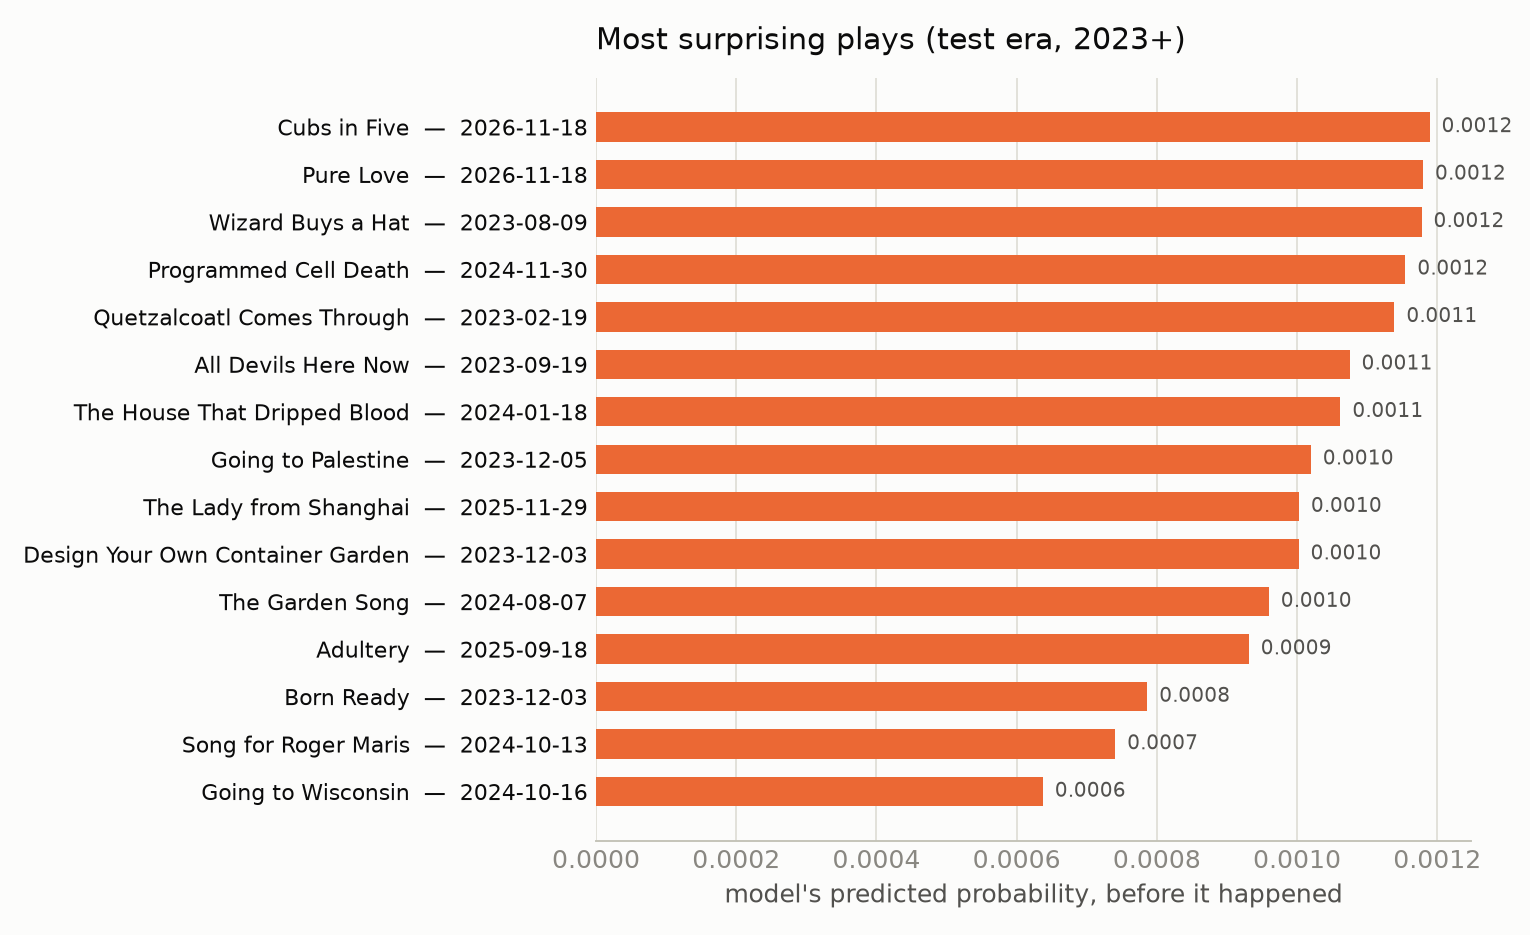 Most surprising plays (test era, 2023+)
Cubs in Five — 2026-11-18 0.0012
Pure Love — 2026-11-18 0.0012
Wizard Buys a Hat — 2023-08-09 0.0012
Programmed Cell Death — 2024-11-30 0.0012
Quetzalcoatl Comes Through — 2023-02-19 0.0011
All Devils Here Now — 2023-09-19 0.0011
The House That Dripped Blood — 2024-01-18 0.0011
Going to Palestine — 2023-12-05 0.0010
The Lady from Shanghai — 2025-11-29 0.0010
Design Your Own Container Garden — 2023-12-03 0.0010
The Garden Song — 2024-08-07 0.0010
Adultery — 2025-09-18 0.0009
Born Ready — 2023-12-03 0.0008
Song for Roger Maris — 2024-10-13 0.0007
Going to Wisconsin — 2024-10-16 0.0006
0.0000 0.0002 0.0004 0.0006 0.0008 0.0010 0.0012
model's predicted probability, before it happened